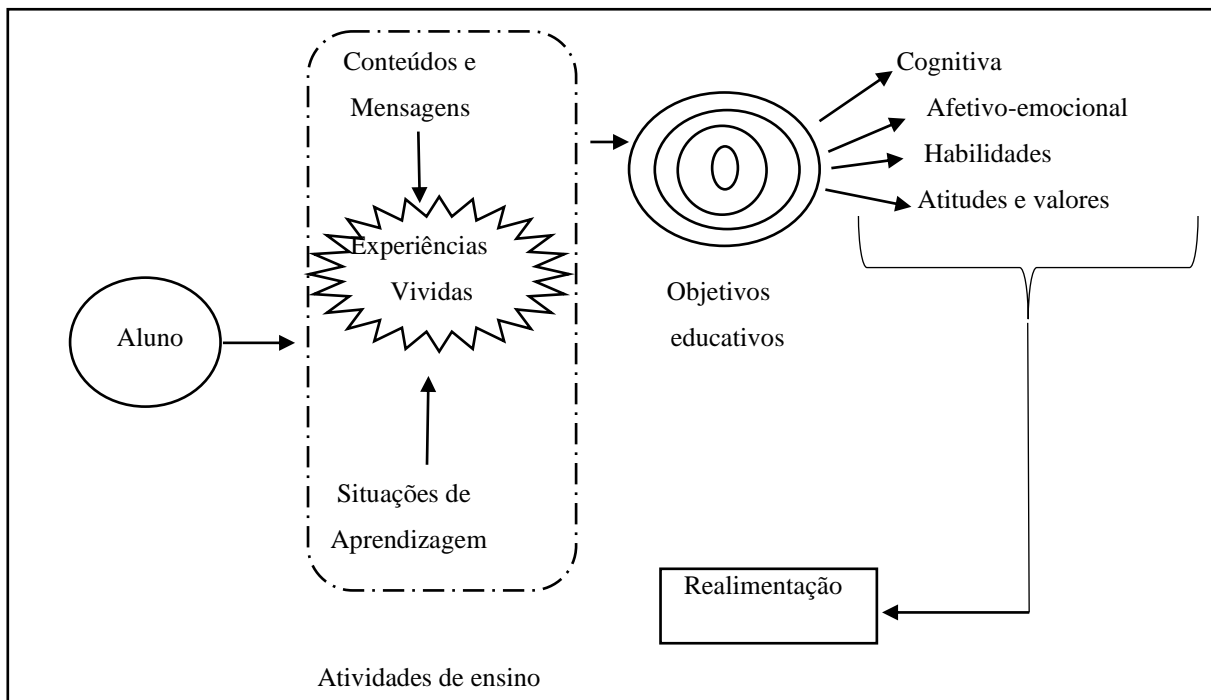 Conteúdos e
Mensagens
Experiências
Vividas
Situações de
Aprendizagem
Aluno
Atividades de ensino
Objetivos
educativos
Cognitiva
Afetivo-emocional
Habilidades
Atitudes e valores
Realimentação